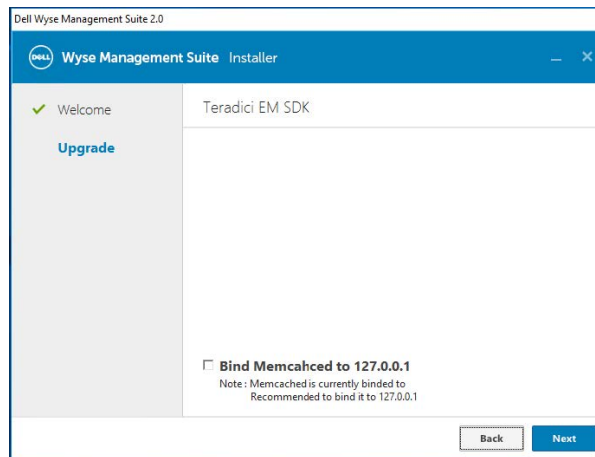 Dell Wyse Management Suite 2.0
DELL Wyse Management Suite Installer
Welcome
Teradici EM SDK
Upgrade
Bind Memcahced to 127.0.0.1
Note : Memcached is currently binded to
Recommended to bind it to 127.0.0.1
Back
Next